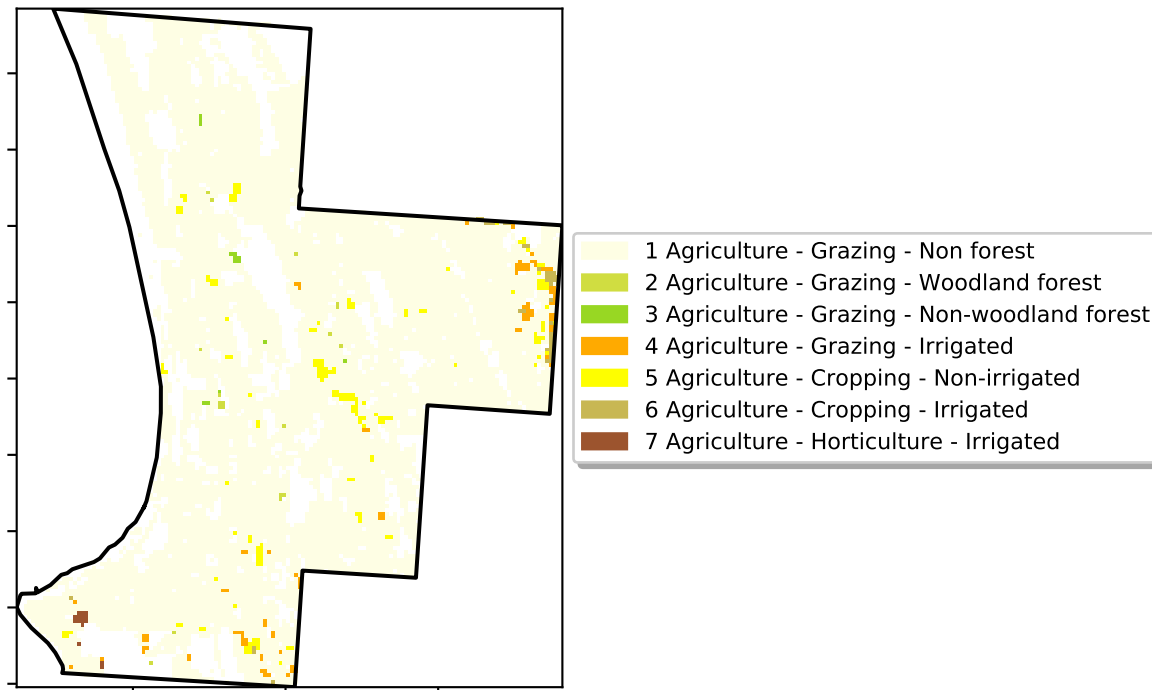 1 Agriculture - Grazing - Non forest
2 Agriculture - Grazing - Woodland forest
3 Agriculture - Grazing - Non-woodland forest
4 Agriculture - Grazing - Irrigated
5 Agriculture - Cropping - Non-irrigated
6 Agriculture - Cropping - Irrigated
7 Agriculture - Horticulture - Irrigated